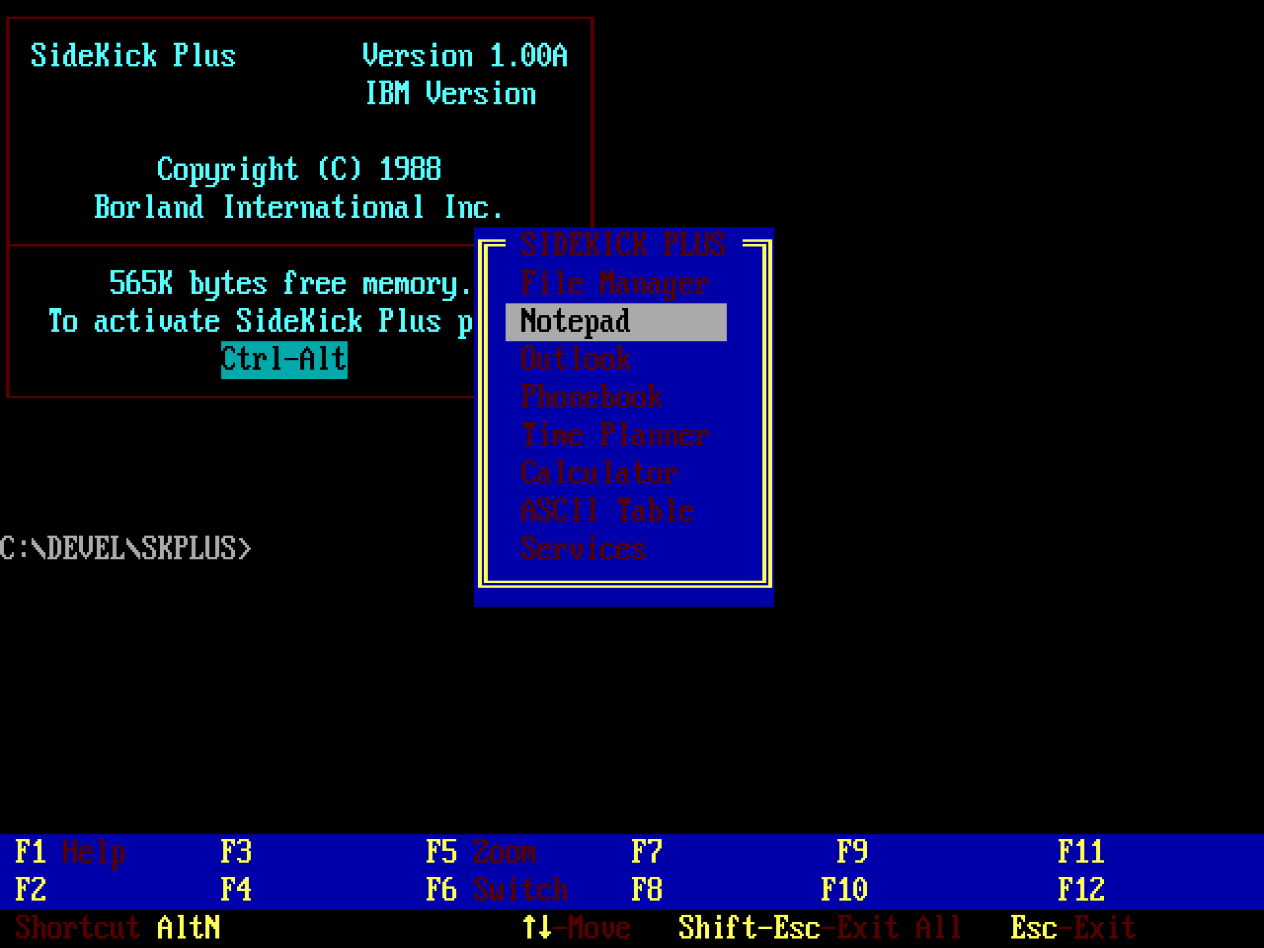 SideKick Plus Version 1.00A
IBM Version
Copyright (C) 1988
Borland International Inc.
565K bytes free memory.
To activate SideKick Plus p
Ctrl-Alt
SIDEKICK PLUS
File Manager
Notepad
Outlook
Phonebook
Time Planner
Calculator
ASCII Table
Services
C:\DEVEL\SKPLUS>
F1 Help F3 F5 Zoom F7 F9 F11
F2 F4 F6 Switch F8 F10 F12
Shortcut AltN ↑↓-Move Shift-Esc-Exit All Esc-Exit